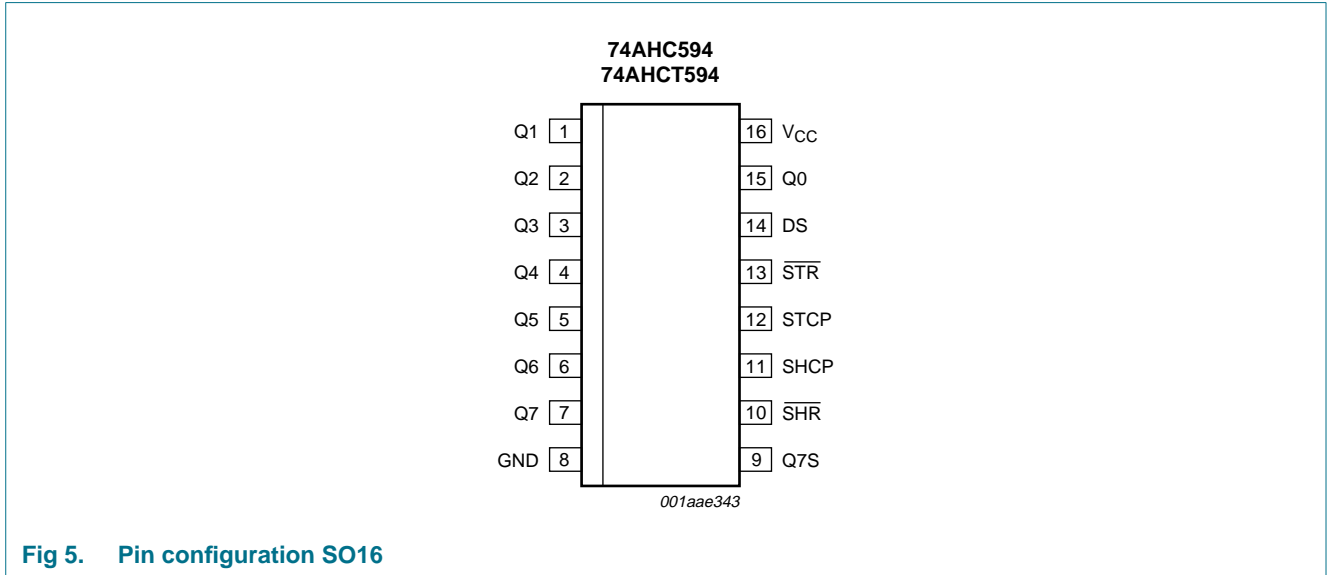 74AHC594
74AHCT594
Q1 1 16 VCC
Q2 2 15 Q0
Q3 3 14 DS
Q4 4 13 S̅T̅R̅
Q5 5 12 STCP
Q6 6 11 SHCP
Q7 7 10 S̅H̅R̅
GND 8 9 Q7S
001aae343
Fig 5. Pin configuration SO16